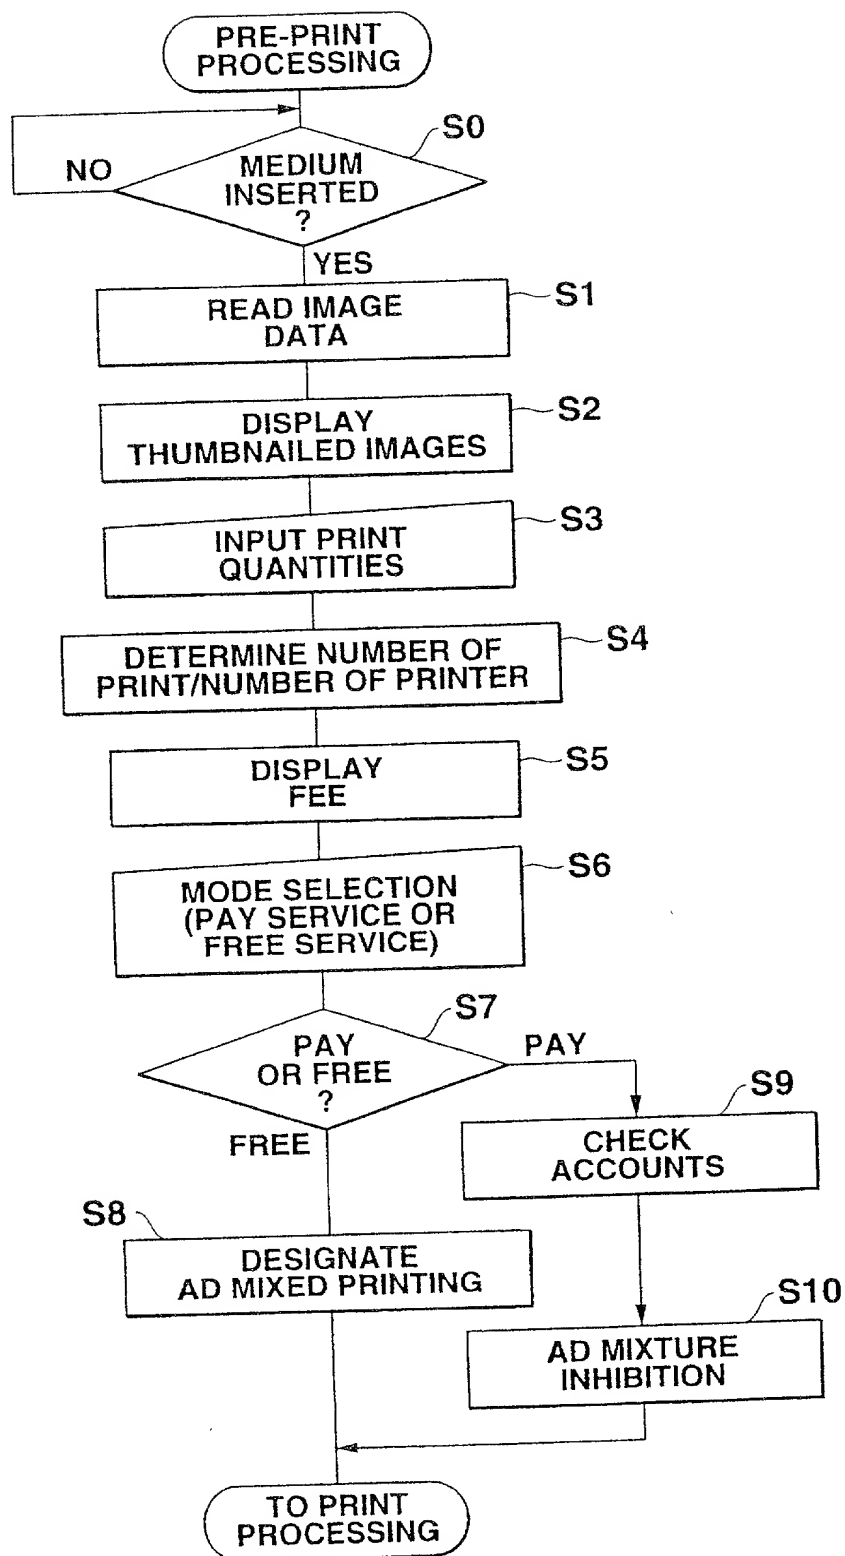 PRE-PRINT
PROCESSING
S0
NO
MEDIUM
INSERTED
?
YES
S1
READ IMAGE
DATA
S2
DISPLAY
THUMBNAILED IMAGES
S3
INPUT PRINT
QUANTITIES
S4
DETERMINE NUMBER OF
PRINT/NUMBER OF PRINTER
S5
DISPLAY
FEE
S6
MODE SELECTION
(PAY SERVICE OR
FREE SERVICE)
S7
PAY
OR FREE
?
PAY
FREE
S9
CHECK
ACCOUNTS
S8
DESIGNATE
AD MIXED PRINTING
S10
AD MIXTURE
INHIBITION
TO PRINT
PROCESSING